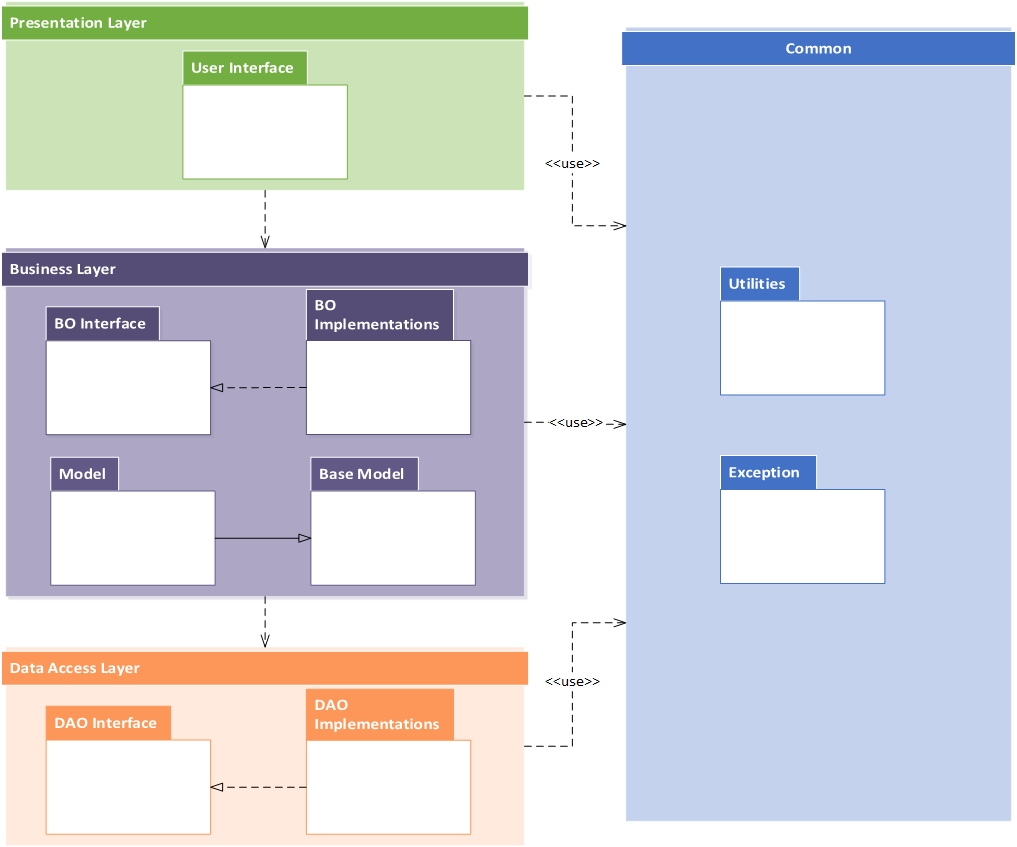 Presentation Layer
User Interface
Common
<<use>>
Business Layer
BO Interface
BO
Implementations
Utilities
<<use>>
Model
Base Model
Exception
Data Access Layer
<<use>>
DAO Interface
DAO
Implementations